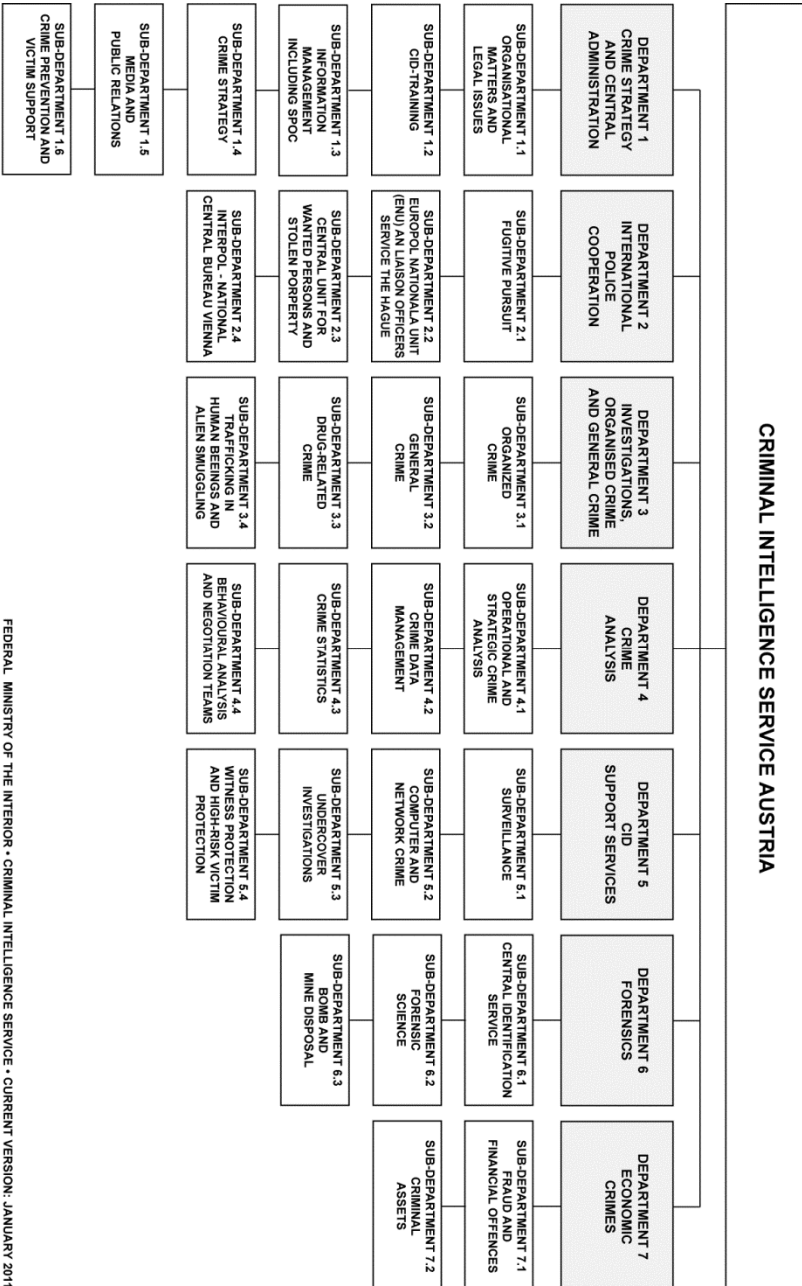 CRIMINAL INTELLIGENCE SERVICE AUSTRIA
DEPARTMENT 1
CRIME STRATEGY
AND CENTRAL
ADMINISTRATION
SUB-DEPARTMENT 1.1
ORGANISATIONAL
MATTERS AND
LEGAL ISSUES
SUB-DEPARTMENT 1.2
CID-TRAINING
SUB-DEPARTMENT 1.3
INFORMATION
MANAGEMENT
INCLUDING SPOC
SUB-DEPARTMENT 1.4
CRIME STRATEGY
SUB-DEPARTMENT 1.5
MEDIA AND
PUBLIC RELATIONS
SUB-DEPARTMENT 1.6
CRIME PREVENTION AND
VICTIM SUPPORT
DEPARTMENT 2
INTERNATIONAL
POLICE
COOPERATION
SUB-DEPARTMENT 2.1
FUGITIVE PURSUIT
SUB-DEPARTMENT 2.2
EUROPOL NATIONALA UNIT
(ENU) AN LIAISON OFFICERS
SERVICE THE HAGUE
SUB-DEPARTMENT 2.3
CENTRAL UNIT FOR
WANTED PERSONS AND
STOLEN PORPERTY
SUB-DEPARTMENT 2.4
INTERPOL - NATIONAL
CENTRAL BUREAU VIENNA
DEPARTMENT 3
INVESTIGATIONS,
ORGANISED CRIME
AND GENERAL CRIME
SUB-DEPARTMENT 3.1
ORGANIZED
CRIME
SUB-DEPARTMENT 3.2
GENERAL
CRIME
SUB-DEPARTMENT 3.3
DRUG-RELATED
CRIME
SUB-DEPARTMENT 3.4
TRAFFICKING IN
HUMAN BEEINGS AND
ALIEN SMUGGLING
DEPARTMENT 4
CRIME
ANALYSIS
SUB-DEPARTMENT 4.1
OPERATIONAL AND
STRATEGIC CRIME
ANALYSIS
SUB-DEPARTMENT 4.2
CRIME DATA
MANAGEMENT
SUB-DEPARTMENT 4.3
CRIME STATISTICS
SUB-DEPARTMENT 4.4
BEHAVIOURAL ANALYSIS
AND NEGOTIATION TEAMS
DEPARTMENT 5
CID
SUPPORT SERVICES
SUB-DEPARTMENT 5.1
SURVEILLANCE
SUB-DEPARTMENT 5.2
COMPUTER AND
NETWORK CRIME
SUB-DEPARTMENT 5.3
UNDERCOVER
INVESTIGATIONS
SUB-DEPARTMENT 5.4
WITNESS PROTECTION
AND HIGH-RISK VICTIM
PROTECTION
DEPARTMENT 6
FORENSICS
SUB-DEPARTMENT 6.1
CENTRAL IDENTIFICATION
SERVICE
SUB-DEPARTMENT 6.2
FORENSIC
SCIENCE
SUB-DEPARTMENT 6.3
BOMB AND
MINE DISPOSAL
DEPARTMENT 7
ECONOMIC
CRIMES
SUB-DEPARTMENT 7.1
FRAUD AND
FINANCIAL OFFENCES
SUB-DEPARTMENT 7.2
CRIMINAL
ASSETS
FEDERAL MINISTRY OF THE INTERIOR • CRIMINAL INTELLIGENCE SERVICE • CURRENT VERSION: JANUARY 2011